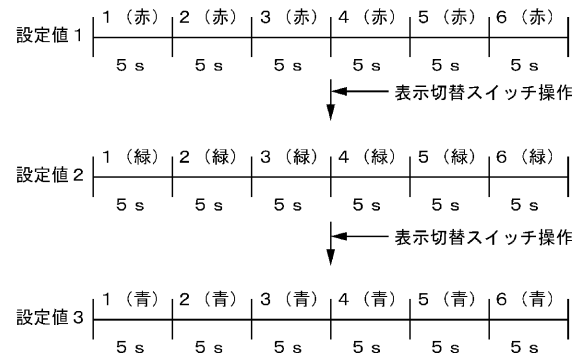 １（赤） ２（赤） ３（赤） ４（赤） ５（赤） ６（赤）
設定値１
５ｓ ５ｓ ５ｓ ５ｓ ５ｓ ５ｓ
表示切替スイッチ操作
１（緑） ２（緑） ３（緑） ４（緑） ５（緑） ６（緑）
設定値２
５ｓ ５ｓ ５ｓ ５ｓ ５ｓ ５ｓ
表示切替スイッチ操作
１（青） ２（青） ３（青） ４（青） ５（青） ６（青）
設定値３
５ｓ ５ｓ ５ｓ ５ｓ ５ｓ ５ｓ